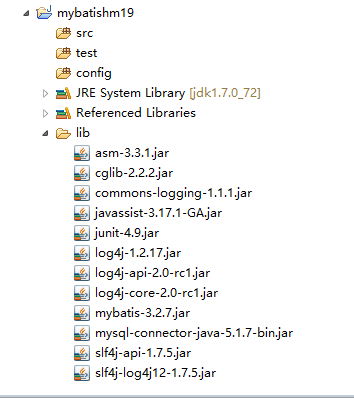 mybatishm19
src
test
config
JRE System Library [jdk1.7.0_72]
Referenced Libraries
lib
asm-3.3.1.jar
cglib-2.2.2.jar
commons-logging-1.1.1.jar
javassist-3.17.1-GA.jar
junit-4.9.jar
log4j-1.2.17.jar
log4j-api-2.0-rc1.jar
log4j-core-2.0-rc1.jar
mybatis-3.2.7.jar
mysql-connector-java-5.1.7-bin.jar
slf4j-api-1.7.5.jar
slf4j-log4j12-1.7.5.jar